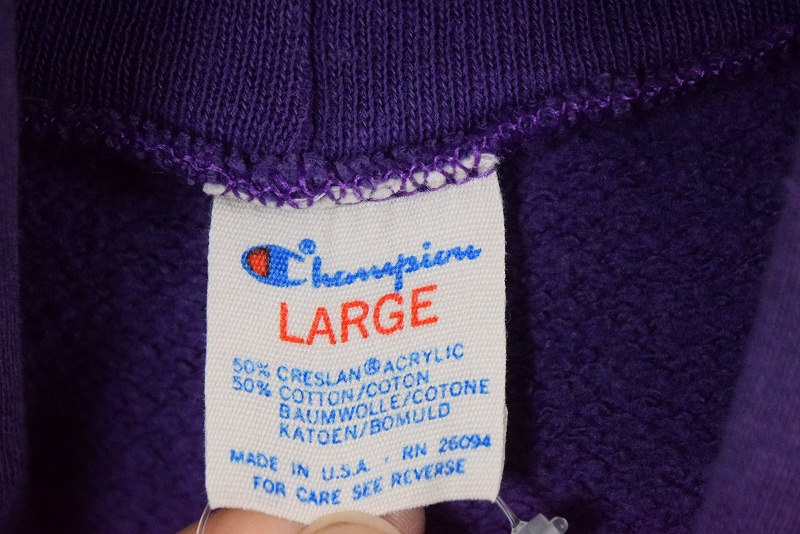 Champion®
LARGE
50% CRESLAN® ACRYLIC
50% COTTON/COTON
BAUMWOLLE/COTONE
KATOEN/BOMULD
MADE IN U.S.A. · RN 26094
FOR CARE SEE REVERSE